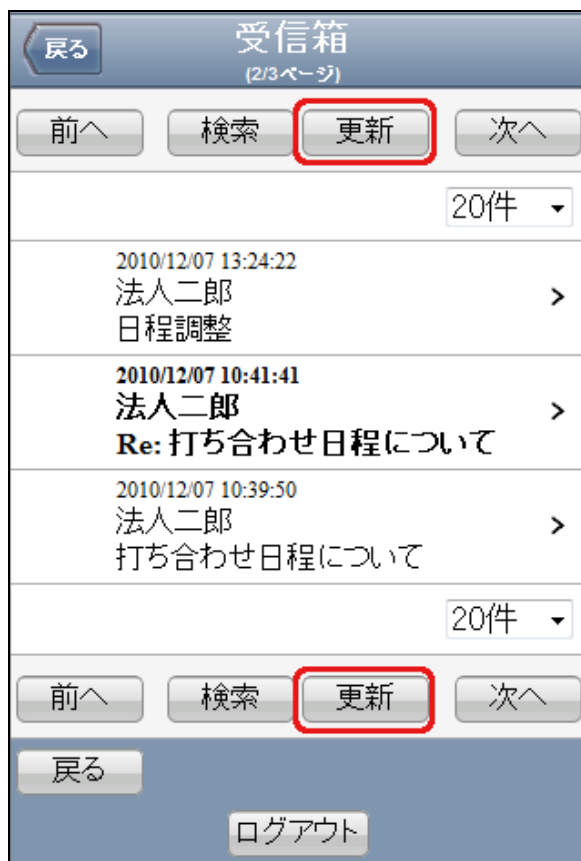 戻る
受信箱
(2/3ページ)
前へ 検索 更新 次へ
20件
2010/12/07 13:24:22
法人二郎
日程調整
2010/12/07 10:41:41
法人二郎
Re: 打ち合わせ日程について
2010/12/07 10:39:50
法人二郎
打ち合わせ日程について
20件
前へ 検索 更新 次へ
戻る
ログアウト